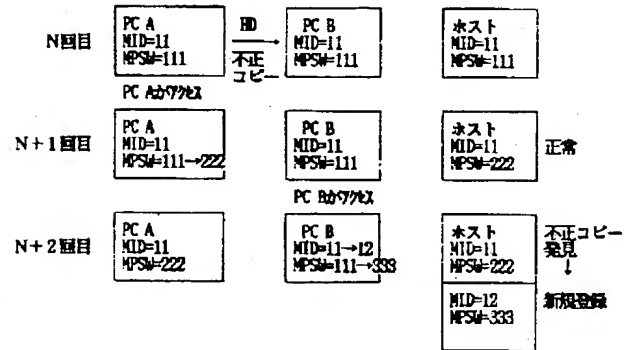 N回目
PC A
MID=11
MPSW=111
HD
不正
コピー
PC B
MID=11
MPSW=111
ホスト
MID=11
MPSW=111
PC Aがアクセス
N+1回目
PC A
MID=11
MPSW=111→222
PC B
MID=11
MPSW=111
ホスト
MID=11
MPSW=222
正常
PC Bがアクセス
N+2回目
PC A
MID=11
MPSW=222
PC B
MID=11→12
MPSW=111→333
ホスト
MID=11
MPSW=222
不正コピー
発見
↓
MID=12
MPSW=333
新規登録